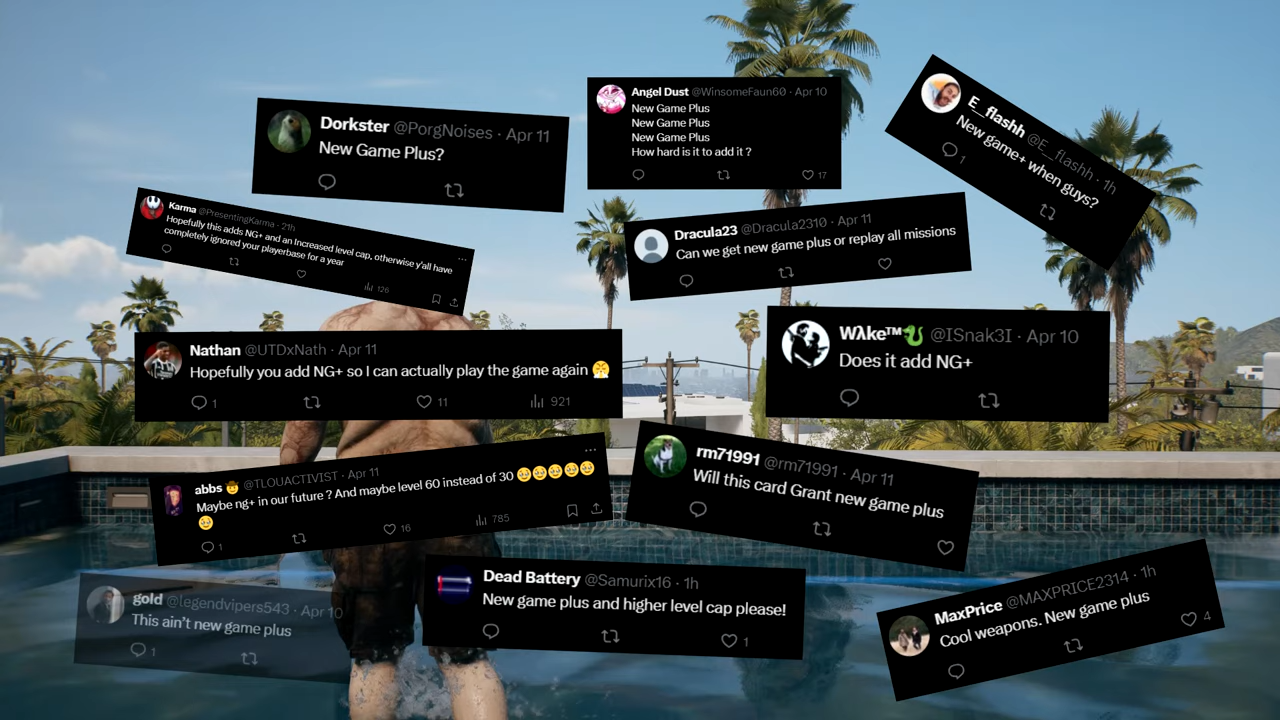 Angel Dust @WinsomeFaun60 · Apr 10
New Game Plus
New Game Plus
New Game Plus
How hard is it to add it ?
17
E_flashh @E_flashh · 1h
New game+ when guys?
1
Dorkster @PorgNoises · Apr 11
New Game Plus?
Karma @PresentingKarma · 21h
Hopefully this adds NG+ and an Increased level cap, otherwise y'all have
completely ignored your playerbase for a year
126
Dracula23 @Dracula2310 · Apr 11
Can we get new game plus or replay all missions
Nathan @UTDxNath · Apr 11
Hopefully you add NG+ so I can actually play the game again 😤
1 11 921
Wλke™🐍 @ISnak3I · Apr 10
Does it add NG+
abbs 🤠 @TLOUACTIVIST · Apr 11
Maybe ng+ in our future ? And maybe level 60 instead of 30 🥹🥹🥹🥹🥹
🥹
1 16 785
rm71991 @rm71991 · Apr 11
Will this card Grant new game plus
gold @legendvipers543 · Apr 10
This ain't new game plus
1
Dead Battery @Samurix16 · 1h
New game plus and higher level cap please!
1
MaxPrice @MAXPRICE2314 · 1h
Cool weapons. New game plus
4